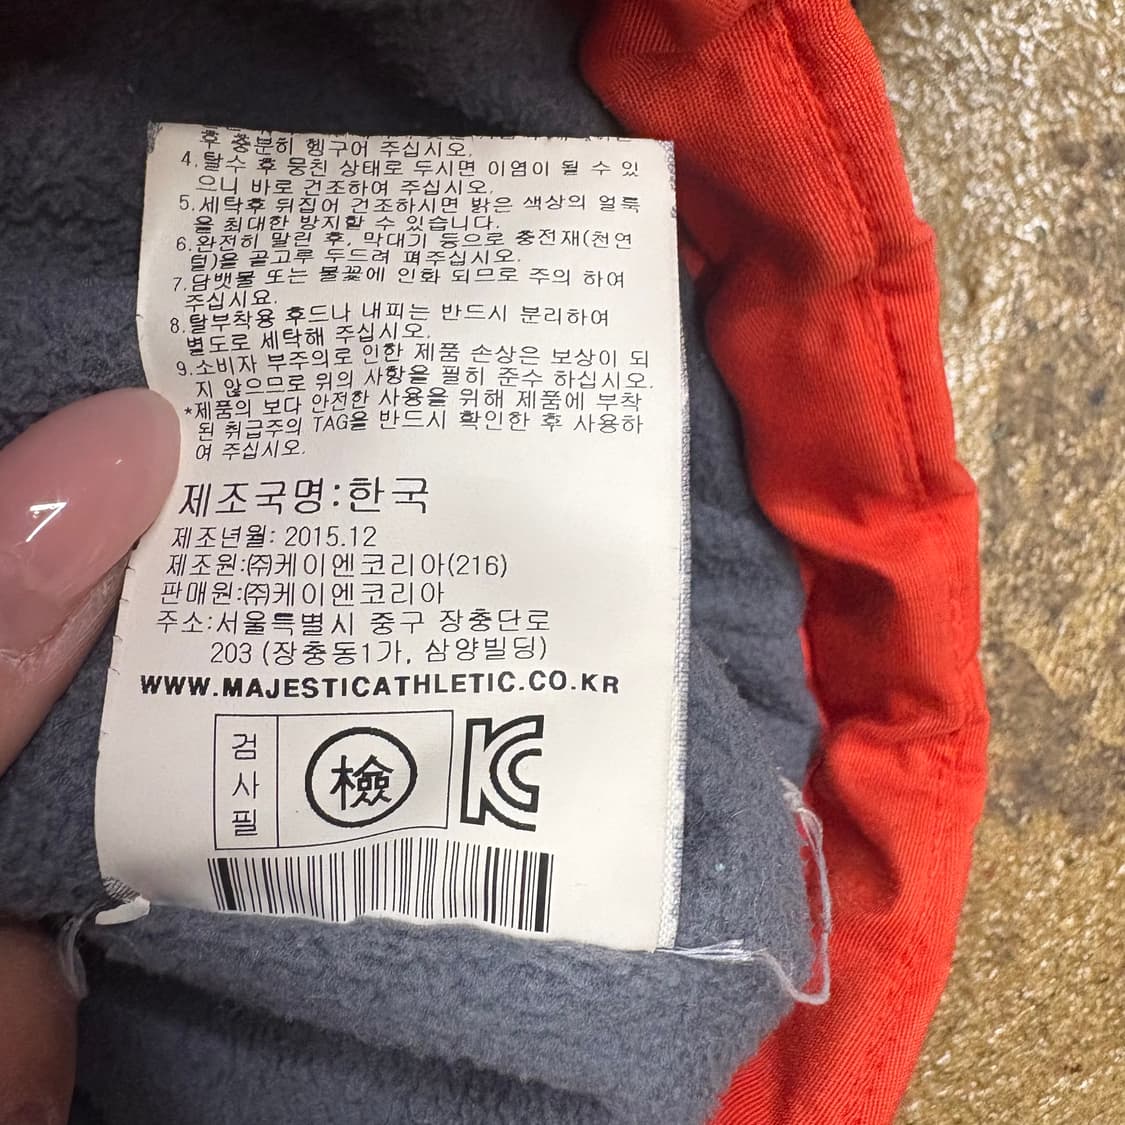 후 충분히 헹구어 주십시오.
4.탈수 후 뭉친 상태로 두시면 이염이 될 수 있
으니 바로 건조하여 주십시오.
5.세탁후 뒤집어 건조하시면 밝은 색상의 얼룩
을 최대한 방지할 수 있습니다.
6.완전히 말린 후, 막대기 등으로 충전재(천연
털)을 골고루 두드려 펴주십시오.
7.담뱃불 또는 불꽃에 인화 되므로 주의 하여
주십시요.
8.탈부착용 후드나 내피는 반드시 분리하여
별도로 세탁해 주십시오.
9.소비자 부주의로 인한 제품 손상은 보상이 되
지 않으므로 위의 사항을 필히 준수 하십시오.
*제품의 보다 안전한 사용을 위해 제품에 부착
된 취급주의 TAG을 반드시 확인한 후 사용하
여 주십시오.
제조국명:한국
제조년월: 2015.12
제조원:㈜케이엔코리아(216)
판매원:㈜케이엔코리아
주소:서울특별시 중구 장충단로
203 (장충동1가, 삼양빌딩)
WWW.MAJESTICATHLETIC.CO.KR
검사필
檢
KC